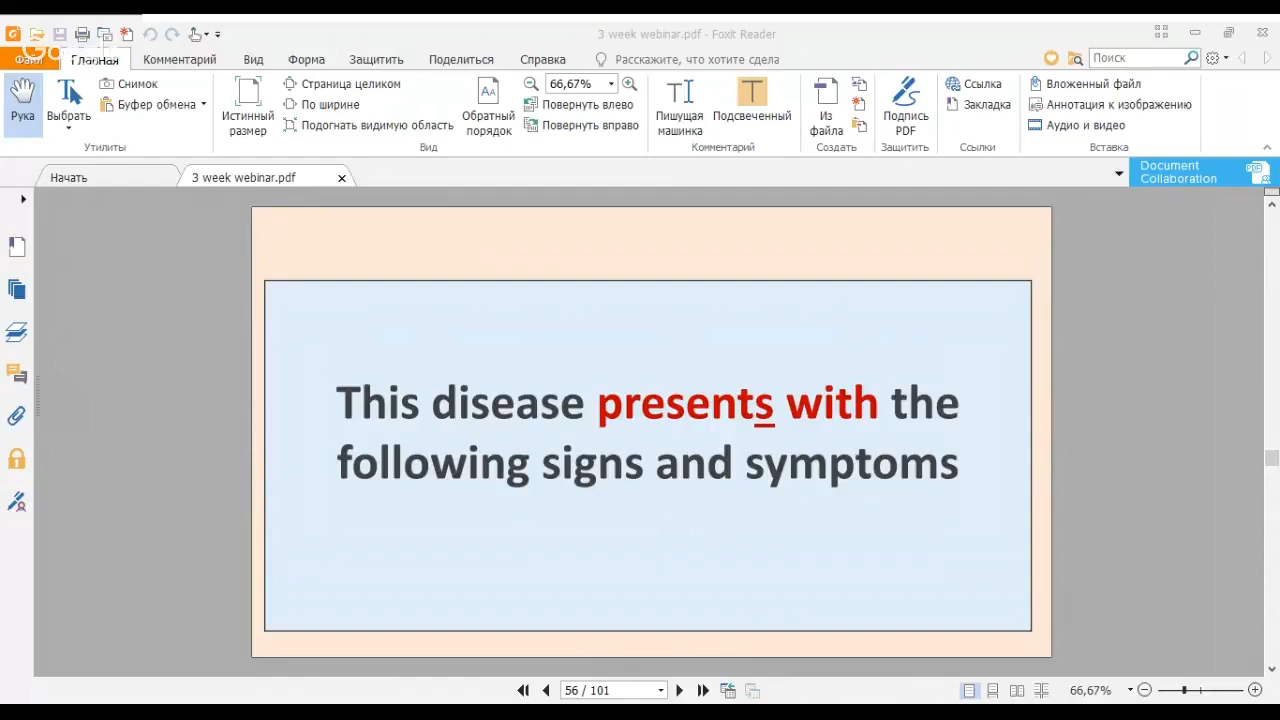 3 week webinar.pdf - Foxit Reader
Файл Главная Комментарий Вид Форма Защитить Поделиться Справка Расскажите, что хотите сделать Поиск
Рука
Выбрать
Снимок
Буфер обмена
Утилиты
Истинный размер
Страница целиком
По ширине
Подогнать видимую область
Обратный порядок
66,67%
Повернуть влево
Повернуть вправо
Вид
Пишущая машинка
Подсвеченный
Комментарий
Из файла
Создать
Подпись PDF
Защитить
Ссылка
Закладка
Ссылки
Вложенный файл
Аннотация к изображению
Аудио и видео
Вставка
Начать
3 week webinar.pdf
Document
Collaboration
This disease presents with the
following signs and symptoms
56 / 101
66,67%